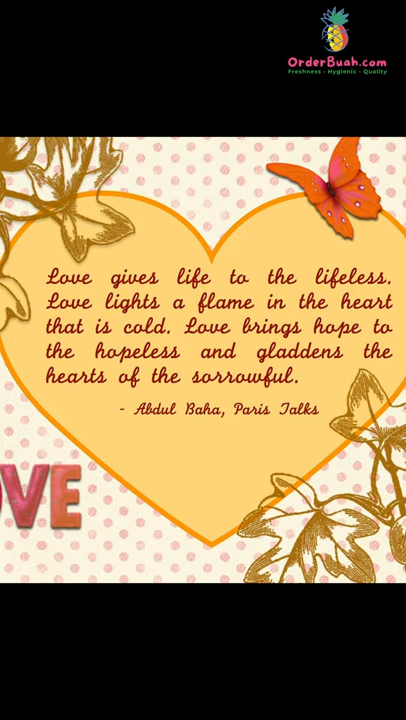 OrderBuah.com
Freshness - Hygienic - Quality
Love gives life to the lifeless.
Love lights a flame in the heart
that is cold. Love brings hope to
the hopeless and gladdens the
hearts of the sorrowful.
- Abdul Baha, Paris Talks
OVE